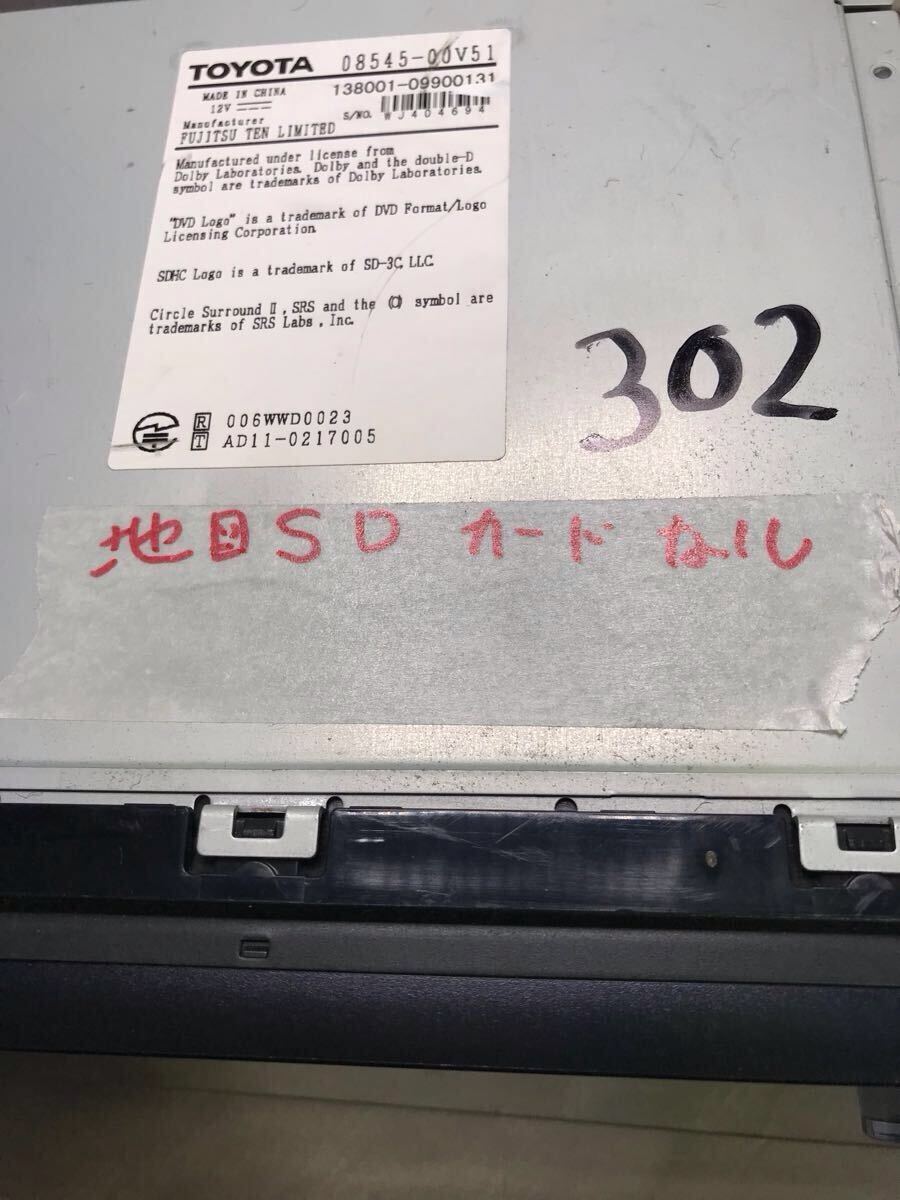 TOYOTA 08545-00V51
MADE IN CHINA 138001-09900131
12V
S/NO. WJ404694
Manufacturer
FUJITSU TEN LIMITED
Manufactured under license from
Dolby Laboratories. Dolby and the double-D
symbol are trademarks of Dolby Laboratories.
"DVD Logo" is a trademark of DVD Format/Logo
Licensing Corporation.
SDHC Logo is a trademark of SD-3C, LLC.
Circle Surround Ⅱ, SRS and the symbol are
trademarks of SRS Labs, Inc.
R 006WWD0023
T AD11-0217005
302
地図SDカードなし